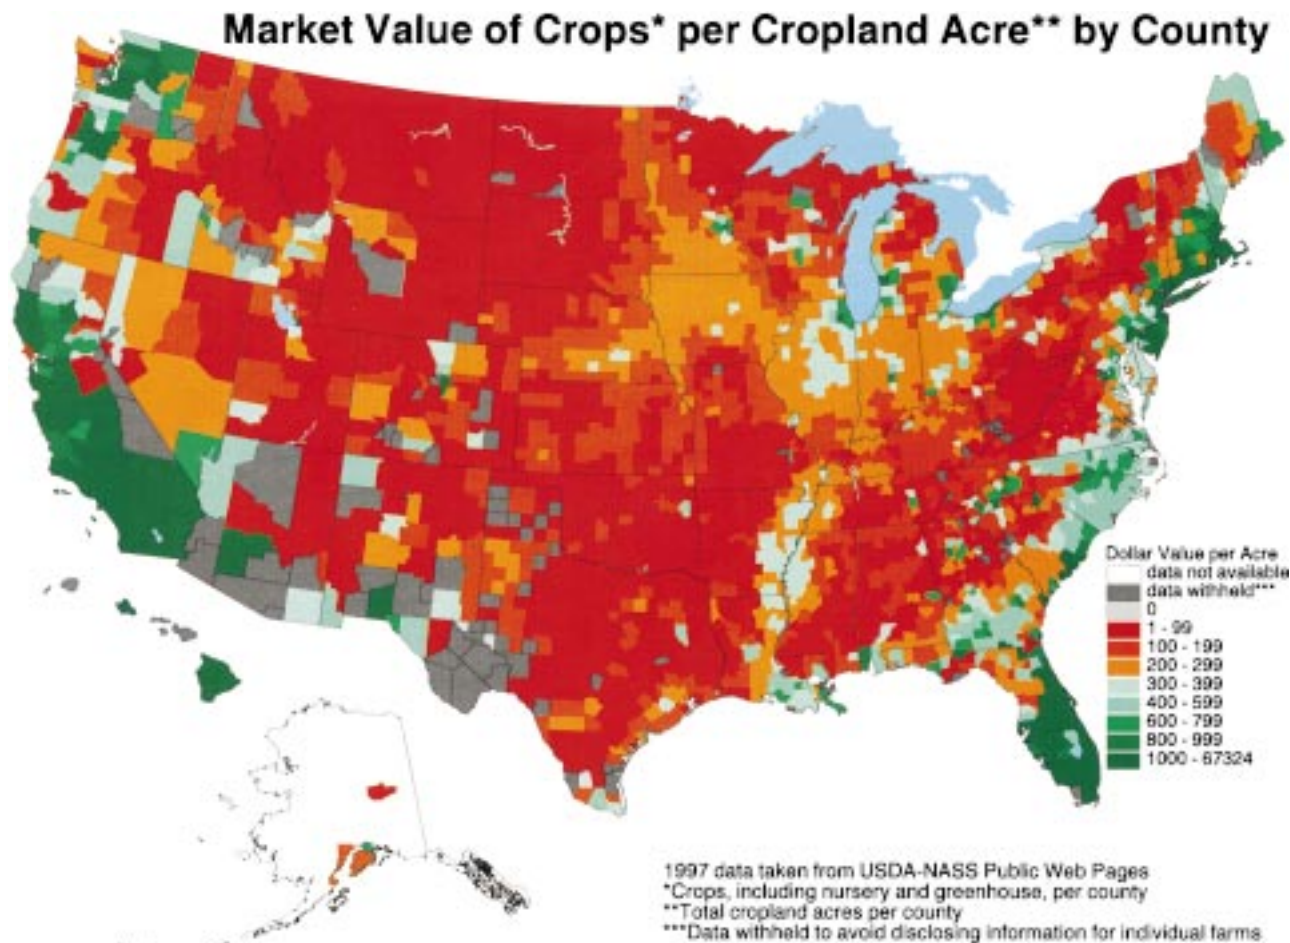 Market Value of Crops* per Cropland Acre** by County
Dollar Value per Acre
data not available
data withheld***
0
1 - 99
100 - 199
200 - 299
300 - 399
400 - 599
600 - 799
800 - 999
1000 - 67324
1997 data taken from USDA-NASS Public Web Pages
*Crops, including nursery and greenhouse, per county
**Total cropland acres per county
***Data withheld to avoid disclosing information for individual farms